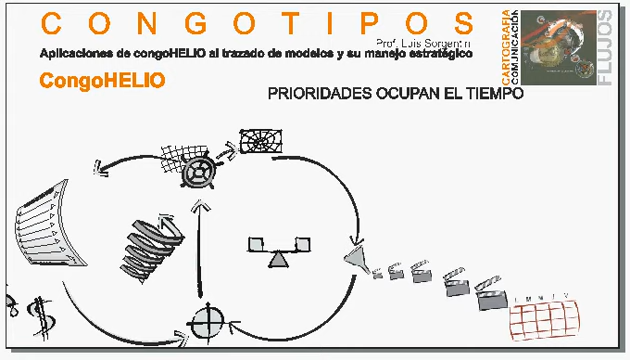 CONGOTIPOS
Prof. Luis Sorgentini
Aplicaciones de congoHELIO al trazado de modelos y su manejo estratégico
CongoHELIO
PRIORIDADES OCUPAN EL TIEMPO
CARTOGRAFIA
COMUNICACIÓN
FLUJOS
$
L M M J V